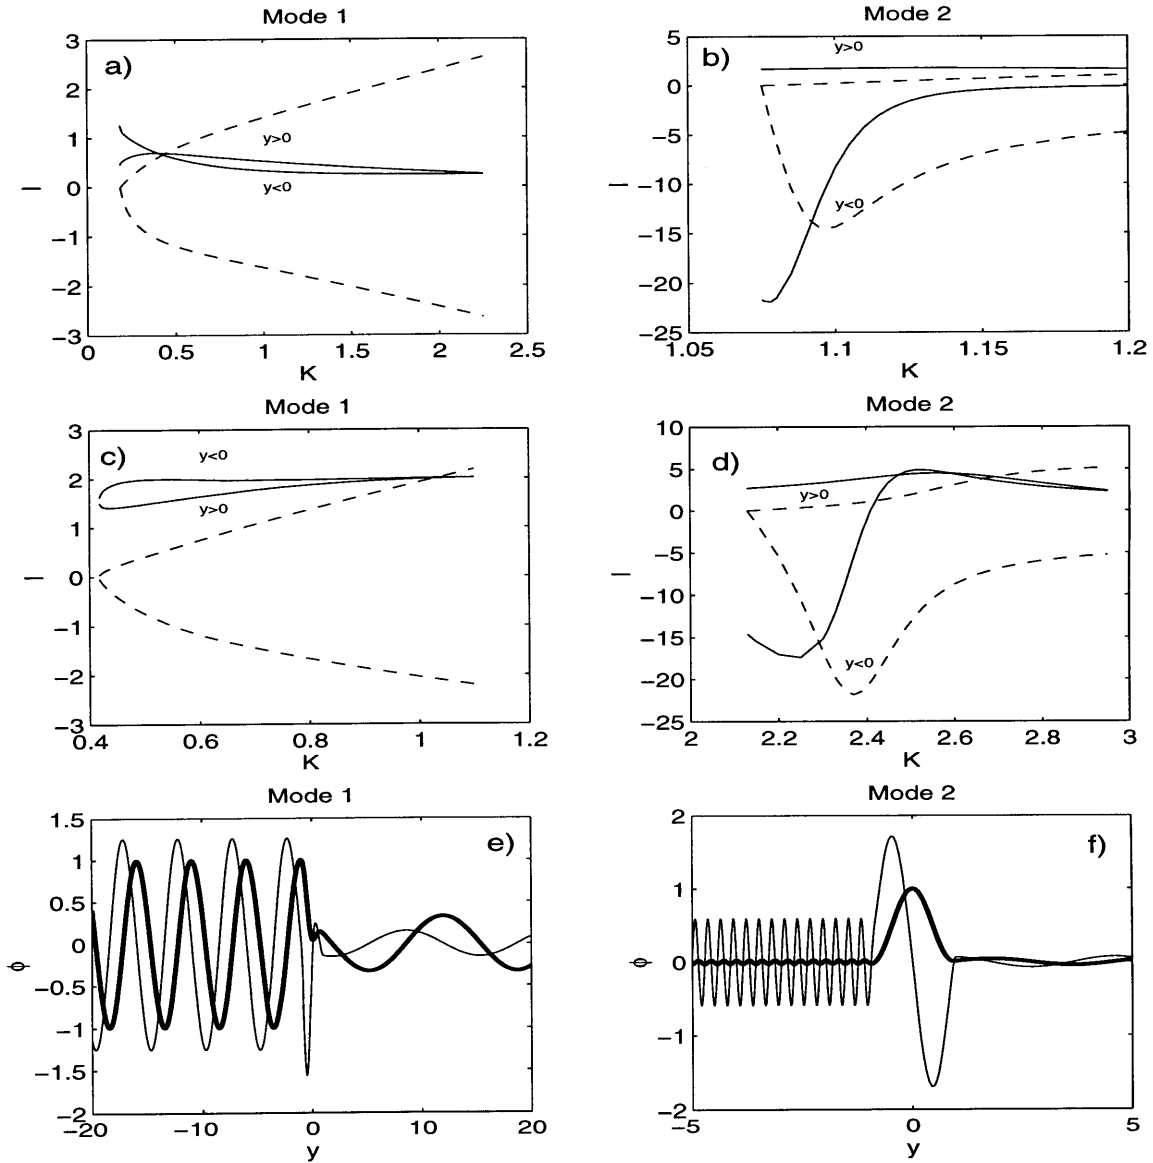 Mode 1
a)
3
2
1
0
−1
−2
−3
l
y>0
y<0
0 0.5 1 1.5 2 2.5
K
Mode 2
b)
5
0
−5
−10
−15
−20
−25
l
y>0
y<0
1.05 1.1 1.15 1.2
K
Mode 1
c)
3
2
1
0
−1
−2
−3
l
y<0
y>0
0.4 0.6 0.8 1 1.2
K
Mode 2
d)
10
5
0
−5
−10
−15
−20
−25
l
y>0
y<0
2 2.2 2.4 2.6 2.8 3
K
Mode 1
e)
1.5
1
0.5
0
−0.5
−1
−1.5
−2
ϕ
−20 −10 0 10 20
y
Mode 2
f)
2
1
0
−1
−2
ϕ
−5 0 5
y